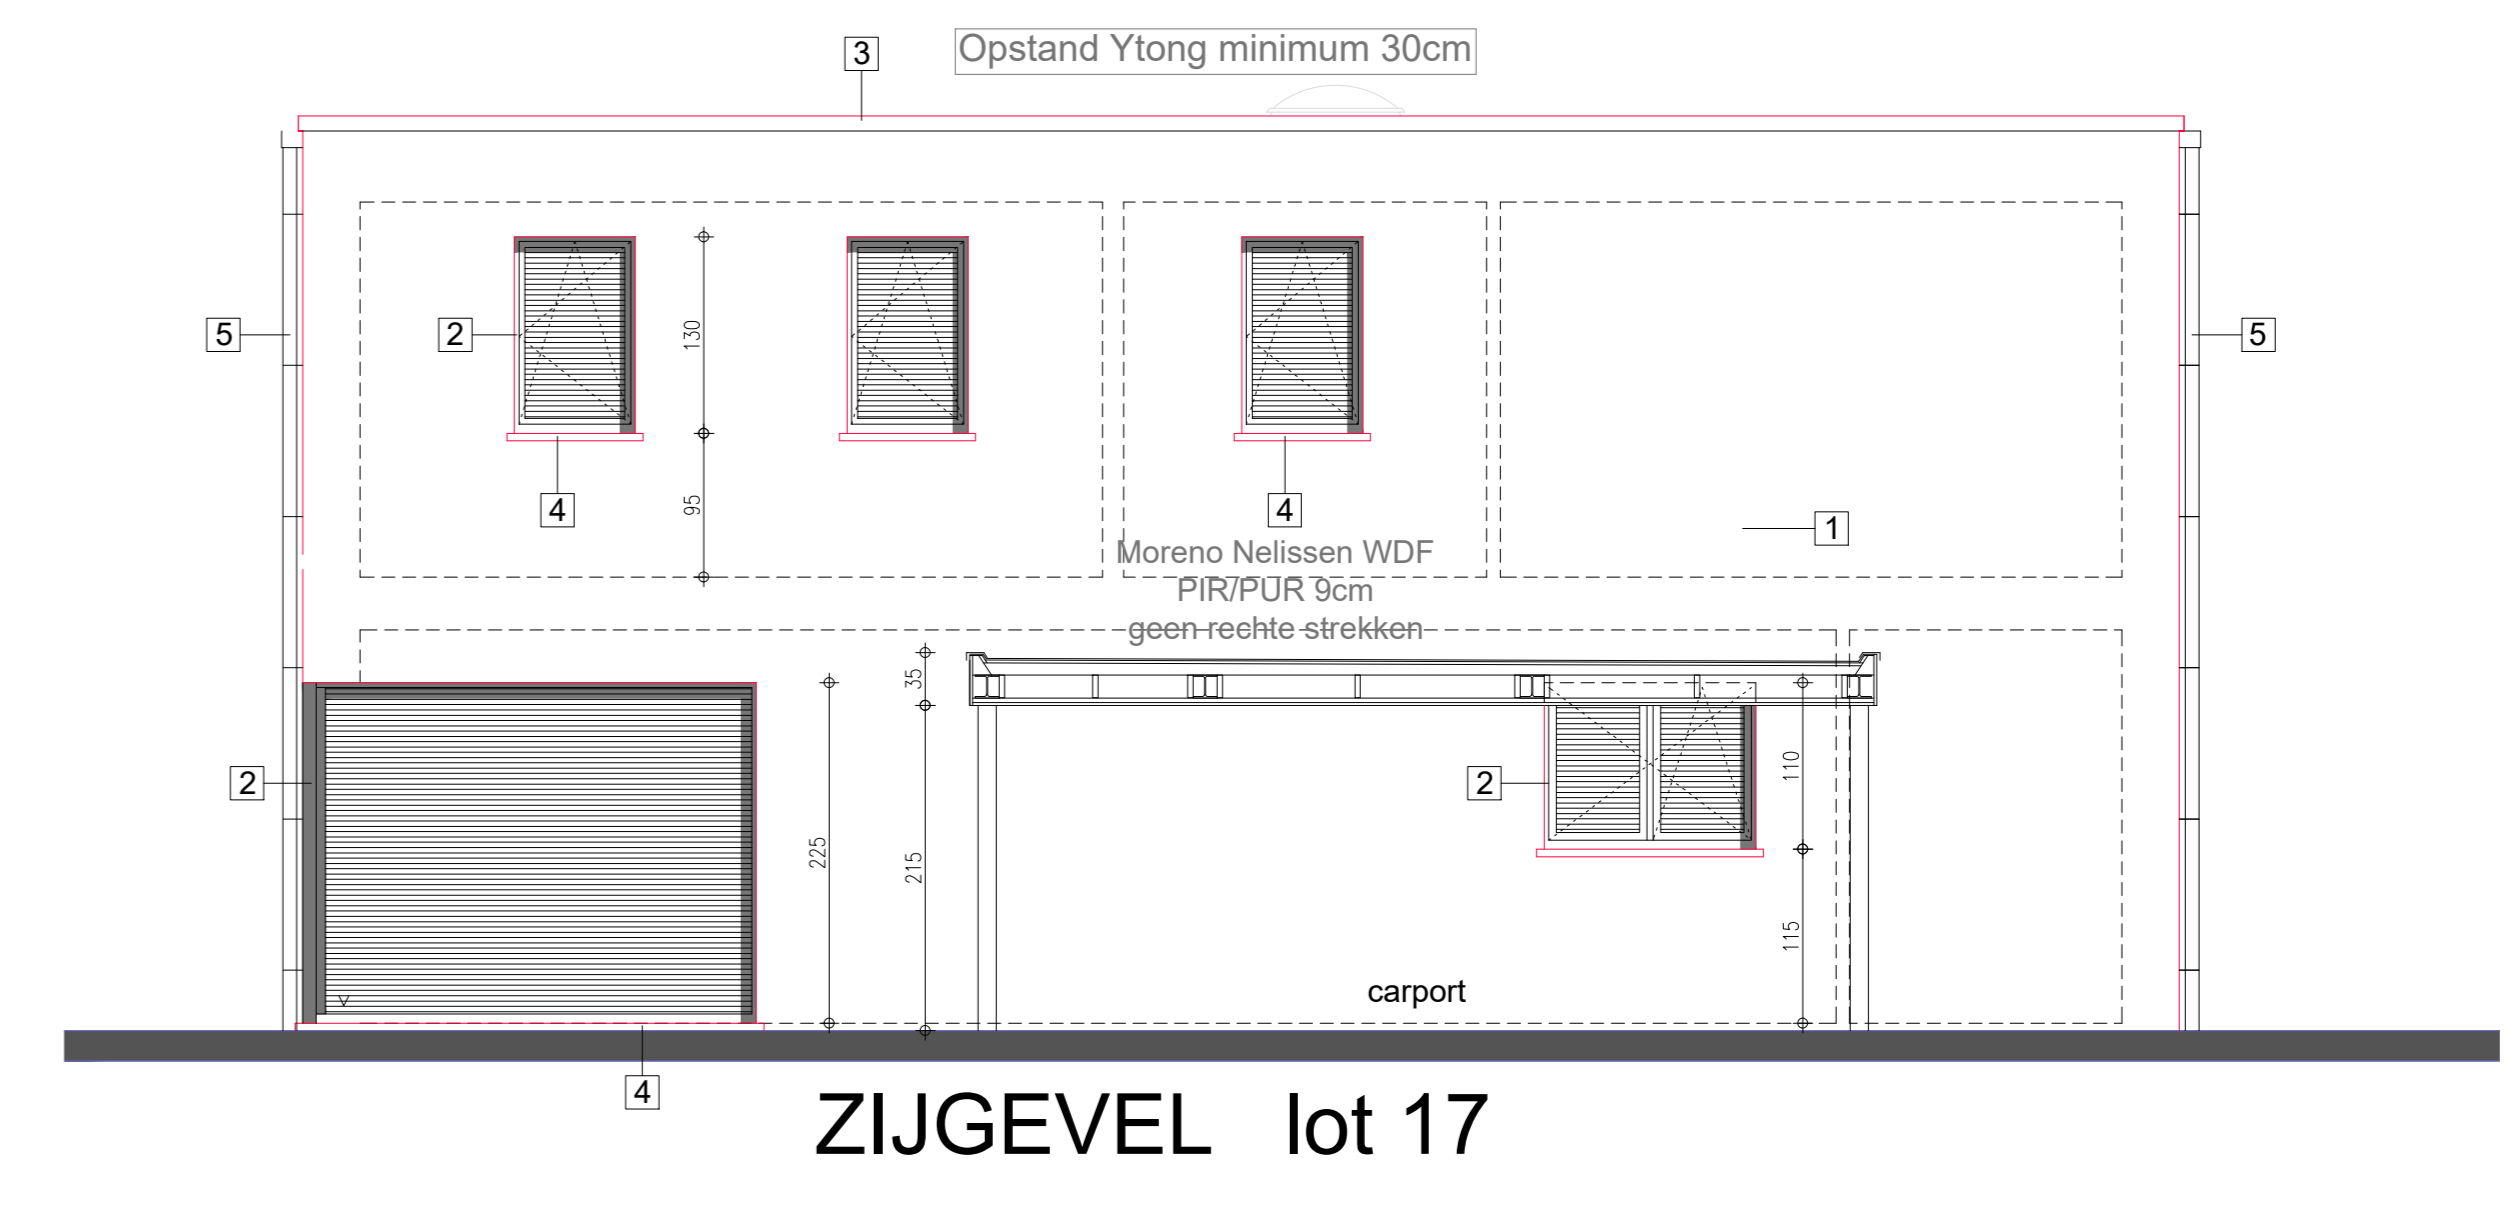 Opstand Ytong minimum 30cm
3
5
2
130
5
95
4
4
1
Moreno Nelissen WDF
PIR/PUR 9cm
geen rechte strekken
35
2
2
110
225
215
115
carport
4
ZIJGEVEL lot 17